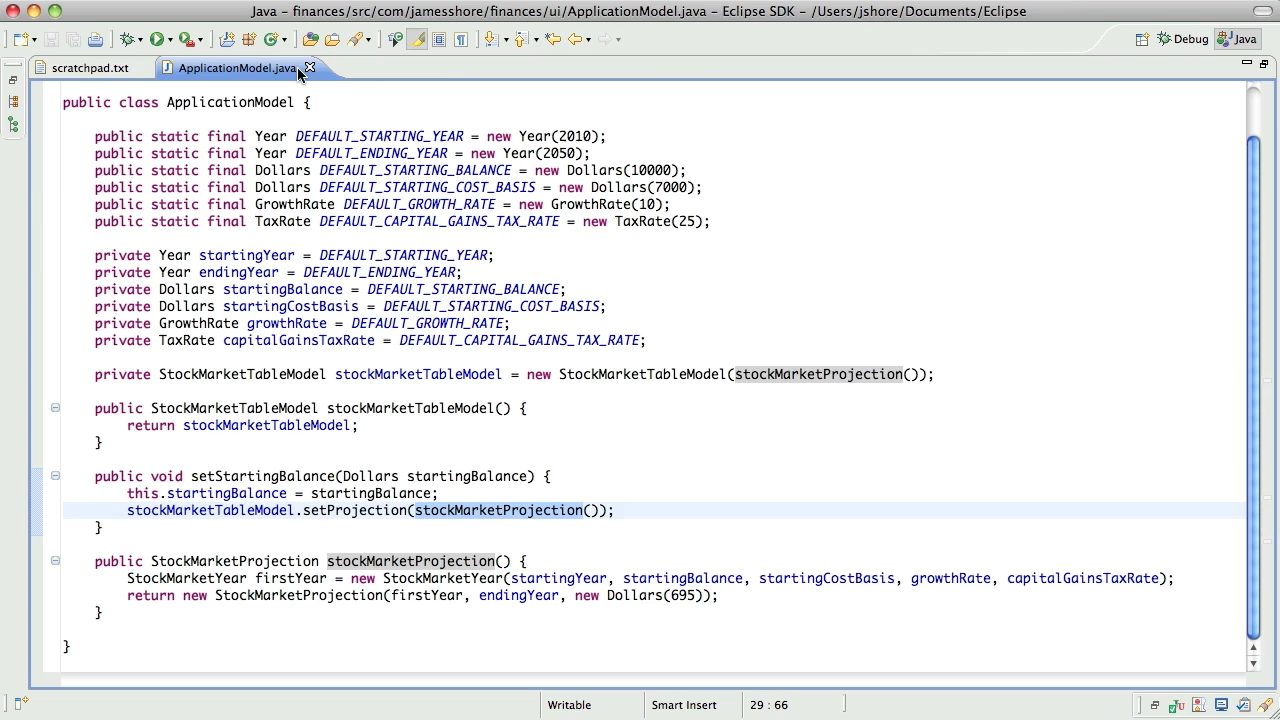 Java - finances/src/com/jamesshore/finances/ui/ApplicationModel.java - Eclipse SDK - /Users/jshore/Documents/Eclipse
Debug
Java
scratchpad.txt
ApplicationModel.java
public class ApplicationModel {
public static final Year DEFAULT_STARTING_YEAR = new Year(2010);
public static final Year DEFAULT_ENDING_YEAR = new Year(2050);
public static final Dollars DEFAULT_STARTING_BALANCE = new Dollars(10000);
public static final Dollars DEFAULT_STARTING_COST_BASIS = new Dollars(7000);
public static final GrowthRate DEFAULT_GROWTH_RATE = new GrowthRate(10);
public static final TaxRate DEFAULT_CAPITAL_GAINS_TAX_RATE = new TaxRate(25);
private Year startingYear = DEFAULT_STARTING_YEAR;
private Year endingYear = DEFAULT_ENDING_YEAR;
private Dollars startingBalance = DEFAULT_STARTING_BALANCE;
private Dollars startingCostBasis = DEFAULT_STARTING_COST_BASIS;
private GrowthRate growthRate = DEFAULT_GROWTH_RATE;
private TaxRate capitalGainsTaxRate = DEFAULT_CAPITAL_GAINS_TAX_RATE;
private StockMarketTableModel stockMarketTableModel = new StockMarketTableModel(stockMarketProjection());
public StockMarketTableModel stockMarketTableModel() {
return stockMarketTableModel;
}
public void setStartingBalance(Dollars startingBalance) {
this.startingBalance = startingBalance;
stockMarketTableModel.setProjection(stockMarketProjection());
}
public StockMarketProjection stockMarketProjection() {
StockMarketYear firstYear = new StockMarketYear(startingYear, startingBalance, startingCostBasis, growthRate, capitalGainsTaxRate);
return new StockMarketProjection(firstYear, endingYear, new Dollars(695));
}
}
Writable
Smart Insert
29 : 66